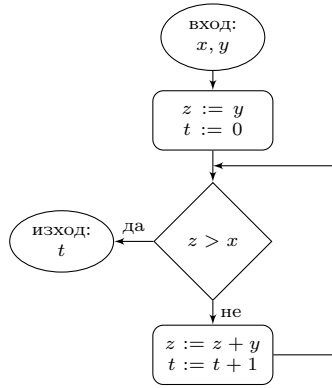 вход:
x, y
z := y
t := 0
z > x
да
изход:
t
не
z := z + y
t := t + 1